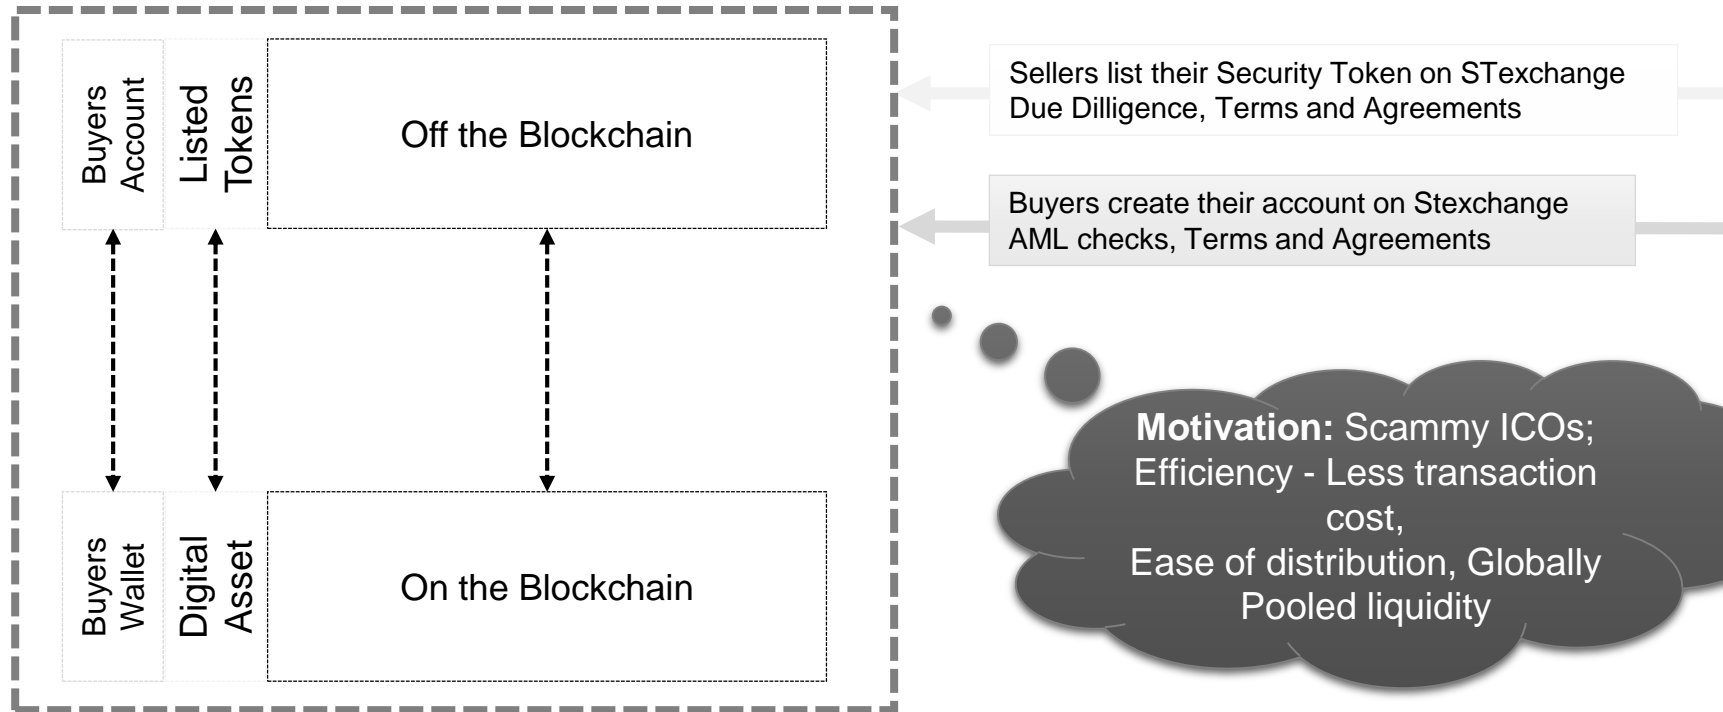 Buyers
Account
Listed
Tokens
Off the Blockchain
Sellers list their Security Token on STexchange
Due Dilligence, Terms and Agreements
Buyers create their account on Stexchange
AML checks, Terms and Agreements
Motivation: Scammy ICOs;
Efficiency - Less transaction
cost,
Ease of distribution, Globally
Pooled liquidity
Buyers
Wallet
Digital
Asset
On the Blockchain